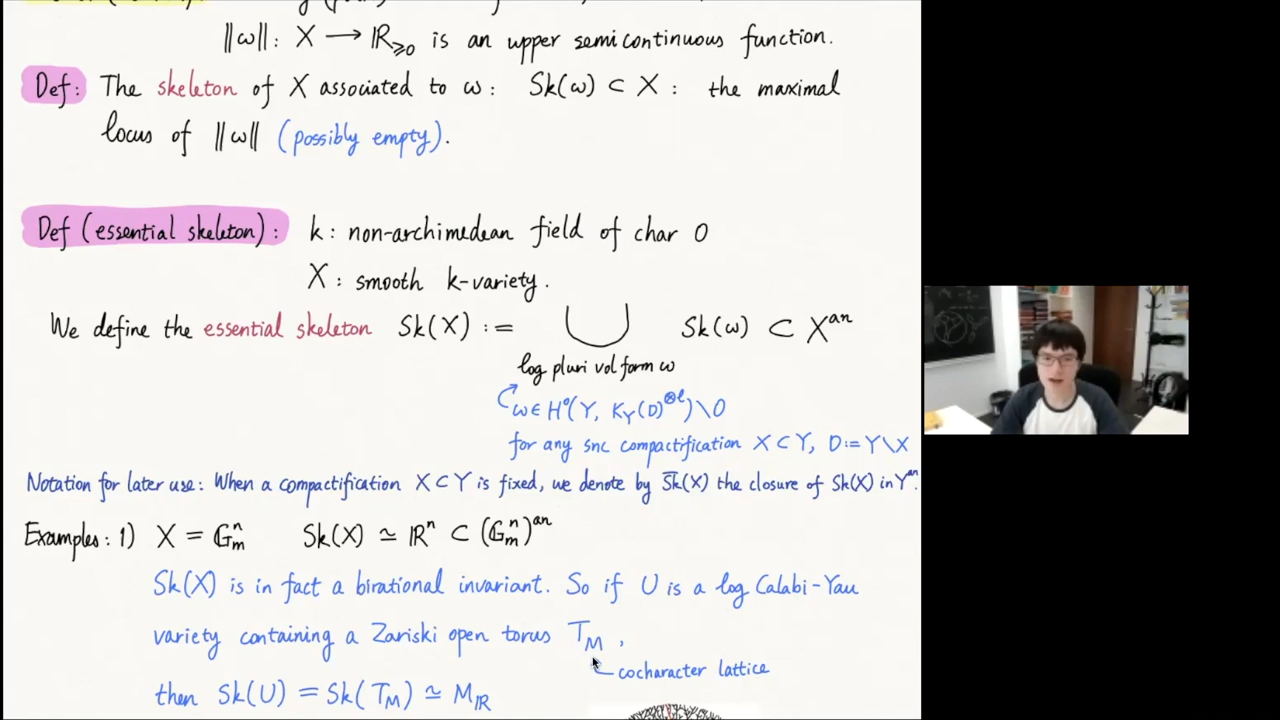 ‖ω‖: X ⟶ ℝ≥0 is an upper semicontinuous function.
Def: The skeleton of X associated to ω: Sk(ω) ⊂ X: the maximal
locus of ‖ω‖ (possibly empty).
Def (essential skeleton): k: non-archimedean field of char 0
X: smooth k-variety.
We define the essential skeleton Sk(X) := ⋃ Sk(ω) ⊂ X^an
log pluri vol form ω
ω ∈ H⁰(Y, K_Y(D)^⊗ℓ)\0
for any snc compactification X ⊂ Y, D := Y\X
Notation for later use: When a compactification X ⊂ Y is fixed, we denote by S̅k̅(X) the closure of Sk(X) in Y^an.
Examples: 1) X = 𝔾_m^n Sk(X) ≃ ℝ^n ⊂ (𝔾_m^n)^an
Sk(X) is in fact a birational invariant. So if U is a log Calabi-Yau
variety containing a Zariski open torus T_M,
cocharacter lattice
then Sk(U) = Sk(T_M) ≃ M_ℝ